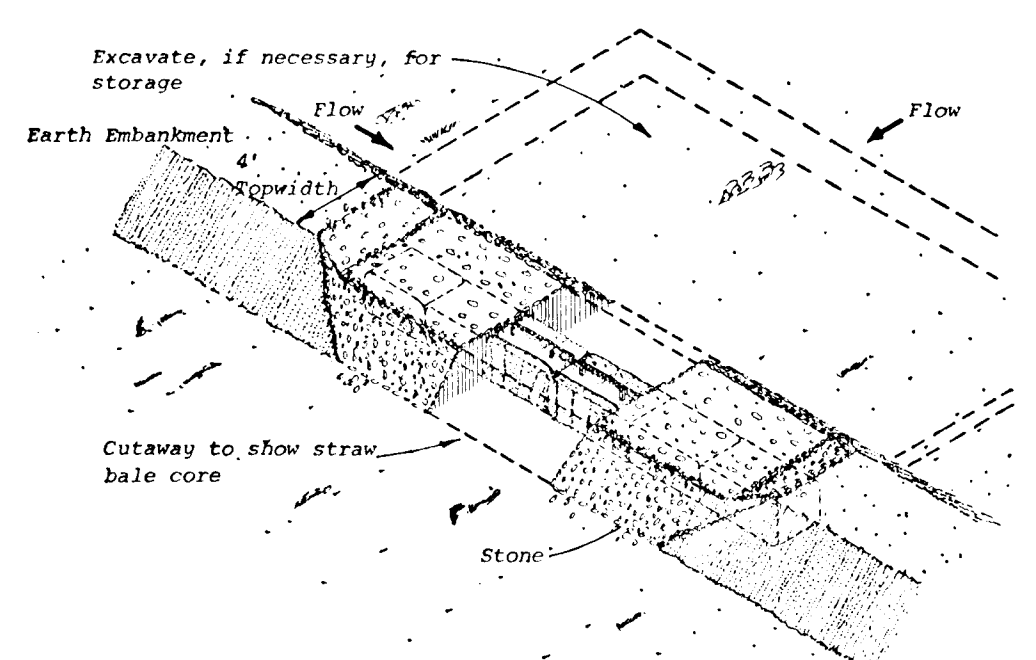 Excavate, if necessary, for
storage
Flow
Flow
Earth Embankment
4'
Topwidth
Cutaway to show straw
bale core
Stone